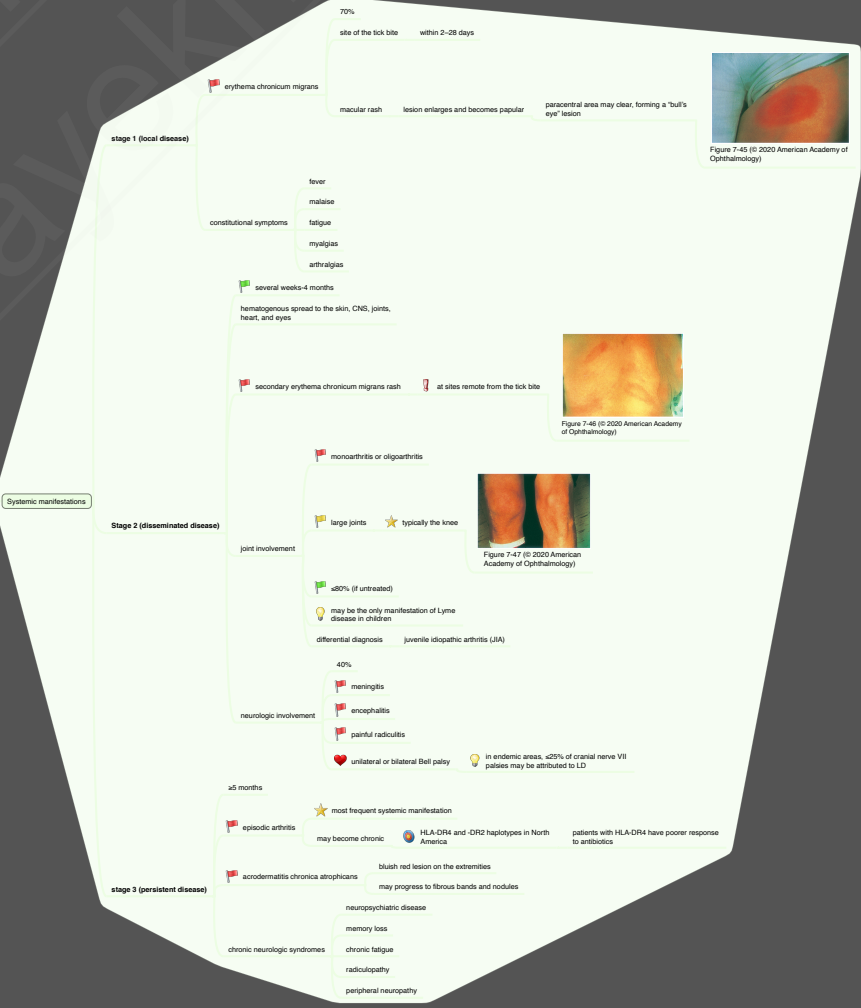 Systemic manifestations
stage 1 (local disease)
erythema chronicum migrans
70%
site of the tick bite
within 2–28 days
macular rash
lesion enlarges and becomes papular
paracentral area may clear, forming a "bull's
eye" lesion
Figure 7-45 (© 2020 American Academy of
Ophthalmology)
constitutional symptoms
fever
malaise
fatigue
myalgias
arthralgias
Stage 2 (disseminated disease)
several weeks-4 months
hematogenous spread to the skin, CNS, joints,
heart, and eyes
secondary erythema chronicum migrans rash
at sites remote from the tick bite
Figure 7-46 (© 2020 American Academy
of Ophthalmology)
joint involvement
monoarthritis or oligoarthritis
large joints
typically the knee
Figure 7-47 (© 2020 American
Academy of Ophthalmology)
≤80% (if untreated)
may be the only manifestation of Lyme
disease in children
differential diagnosis
juvenile idiopathic arthritis (JIA)
neurologic involvement
40%
meningitis
encephalitis
painful radiculitis
unilateral or bilateral Bell palsy
in endemic areas, ≤25% of cranial nerve VII
palsies may be attributed to LD
stage 3 (persistent disease)
≥5 months
episodic arthritis
most frequent systemic manifestation
may become chronic
HLA-DR4 and -DR2 haplotypes in North
America
patients with HLA-DR4 have poorer response
to antibiotics
acrodermatitis chronica atrophicans
bluish red lesion on the extremities
may progress to fibrous bands and nodules
chronic neurologic syndromes
neuropsychiatric disease
memory loss
chronic fatigue
radiculopathy
peripheral neuropathy